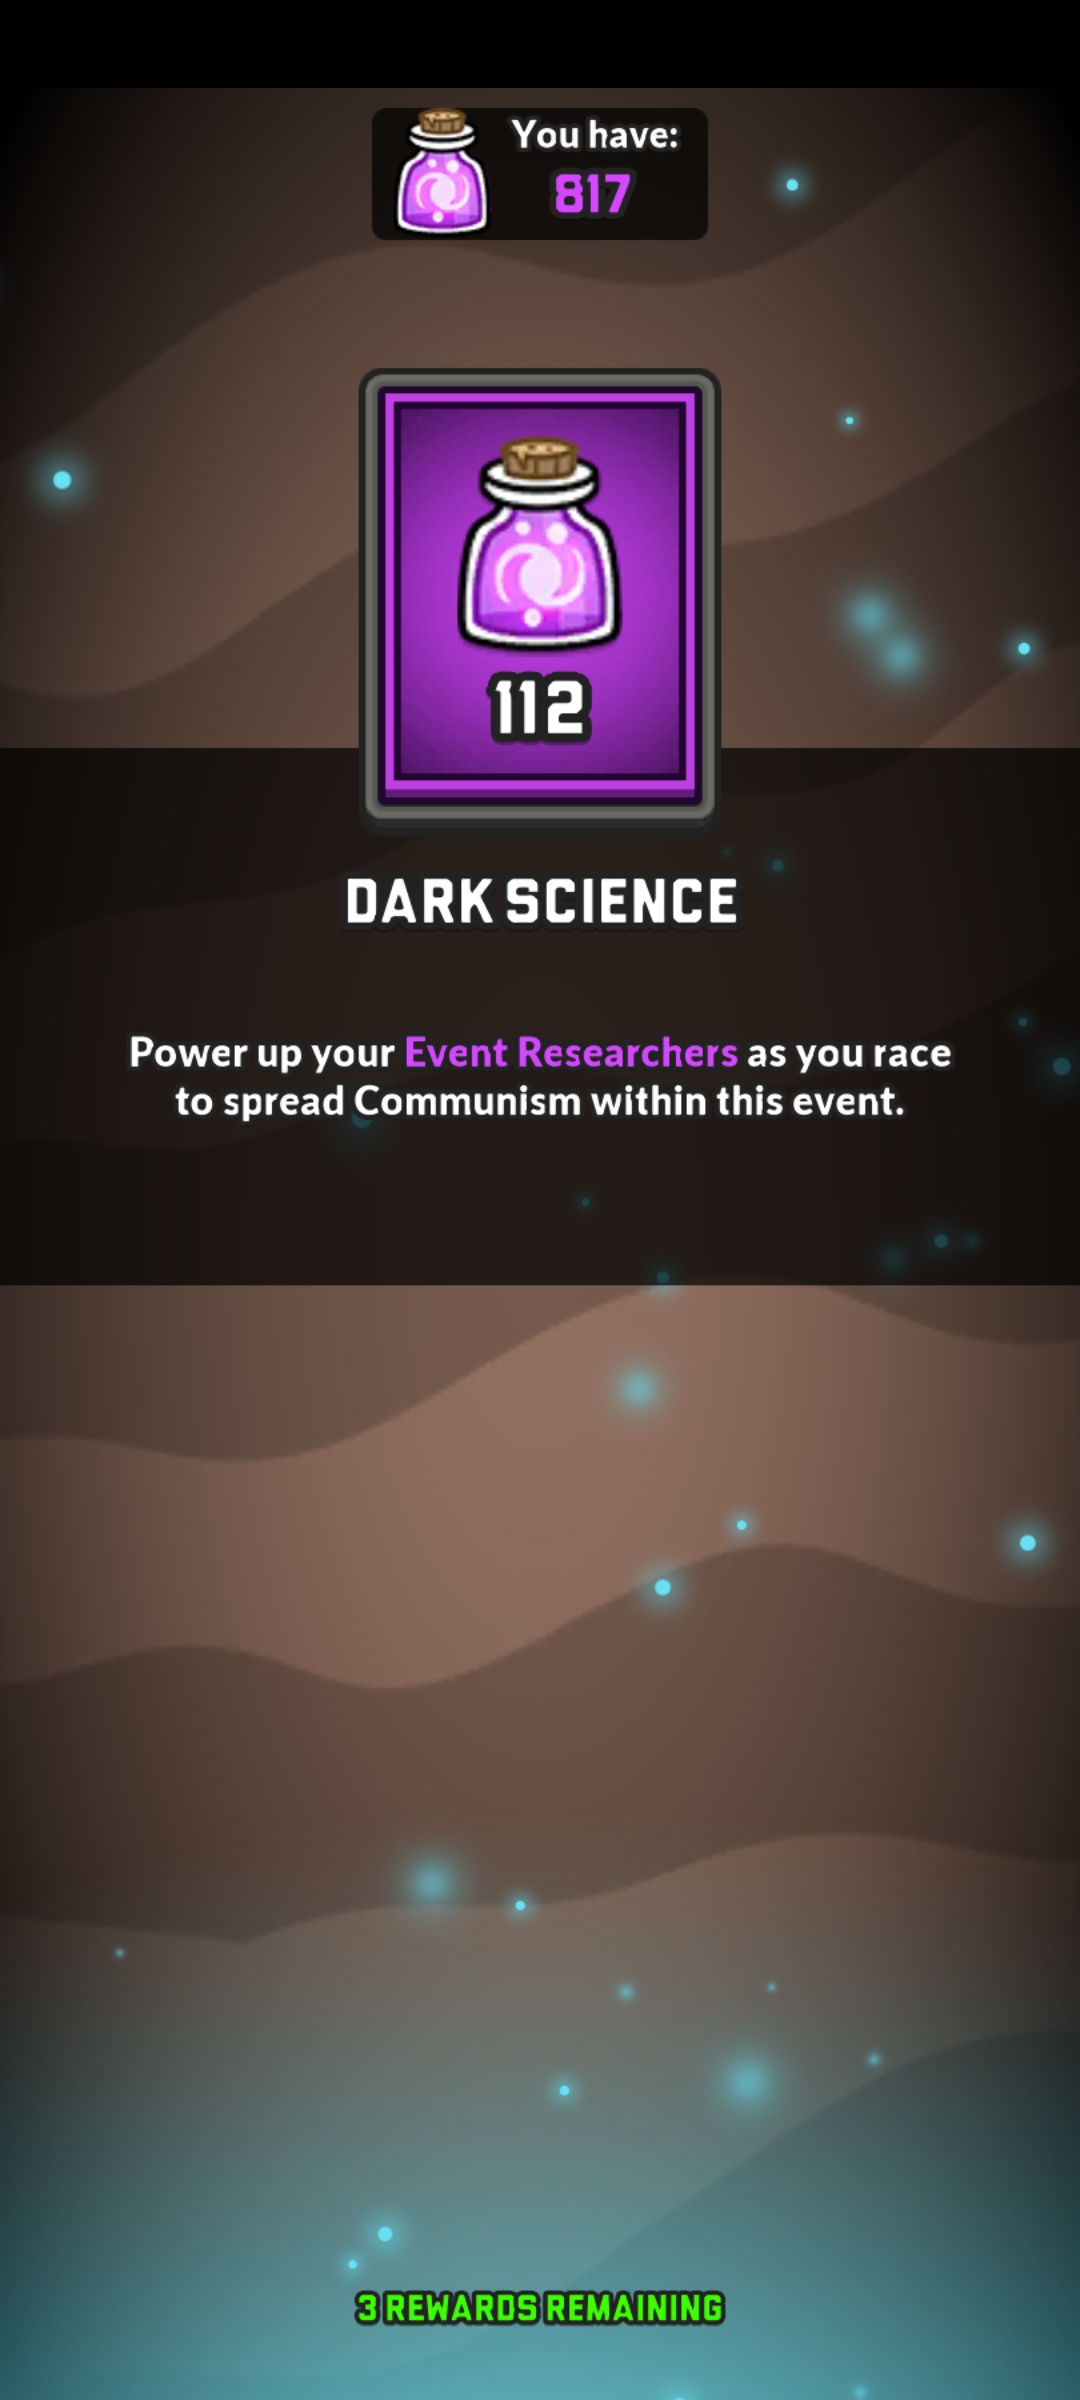 You have:
817
112
DARK SCIENCE
Power up your Event Researchers as you race
to spread Communism within this event.
3 REWARDS REMAINING